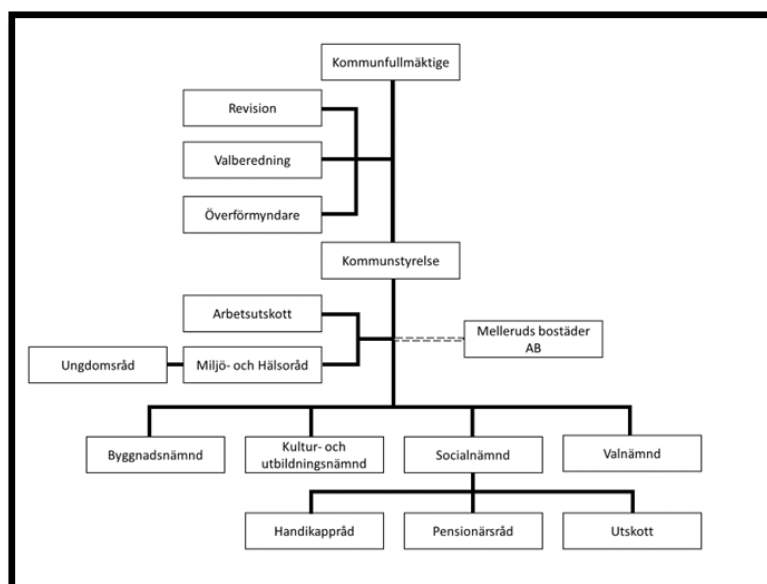 Kommunfullmäktige
Revision
Valberedning
Överförmyndare
Kommunstyrelse
Arbetsutskott
Melleruds bostäder
AB
Ungdomsråd
Miljö- och Hälsoråd
Byggnadsnämnd
Kultur- och
utbildningsnämnd
Socialnämnd
Valnämnd
Handikappråd
Pensionärsråd
Utskott